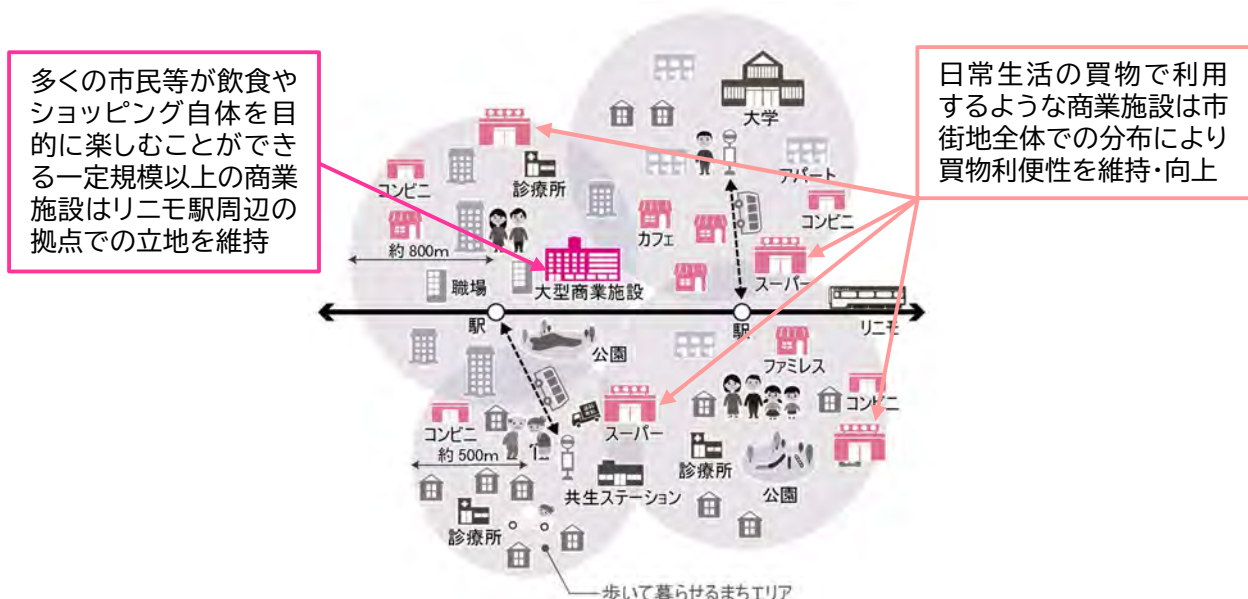 多くの市民等が飲食や
ショッピング自体を目
的に楽しむことができ
る一定規模以上の商業
施設はリニモ駅周辺の
拠点での立地を維持
日常生活の買物で利用
するような商業施設は市
街地全体での分布により
買物利便性を維持・向上
大学
コンビニ
診療所
アパート
コンビニ
カフェ
約800m
スーパー
職場
大型商業施設
駅
駅
リニモ
公園
ファミレス
コンビニ
コンビニ
スーパー
約500m
診療所
共生ステーション
公園
診療所
歩いて暮らせるまちエリア